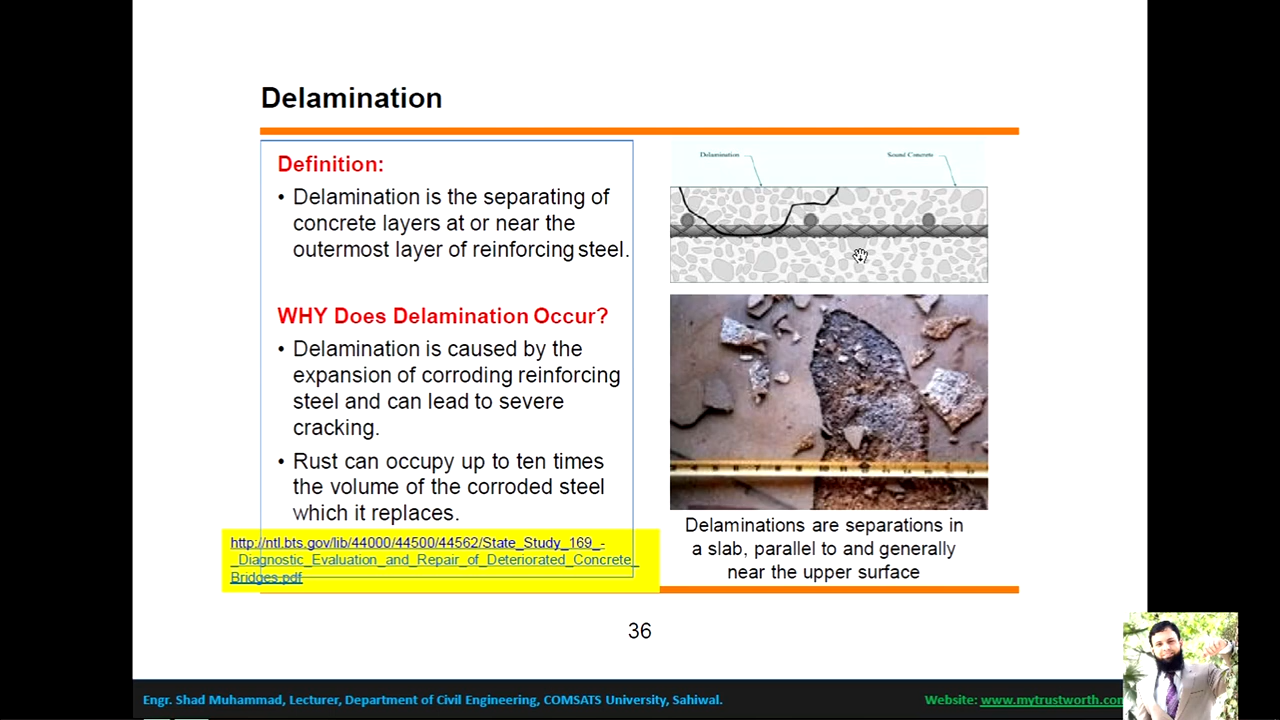 Delamination
Definition:
• Delamination is the separating of
concrete layers at or near the
outermost layer of reinforcing steel.
WHY Does Delamination Occur?
• Delamination is caused by the
expansion of corroding reinforcing
steel and can lead to severe
cracking.
• Rust can occupy up to ten times
the volume of the corroded steel
which it replaces.
http://ntl.bts.gov/lib/44000/44500/44562/State_Study_169_-
_Diagnostic_Evaluation_and_Repair_of_Deteriorated_Concrete_
Bridges.pdf
Delamination
Sound Concrete
Delaminations are separations in
a slab, parallel to and generally
near the upper surface
36
Engr. Shad Muhammad, Lecturer, Department of Civil Engineering, COMSATS University, Sahiwal.
Website: www.mytrustworth.com